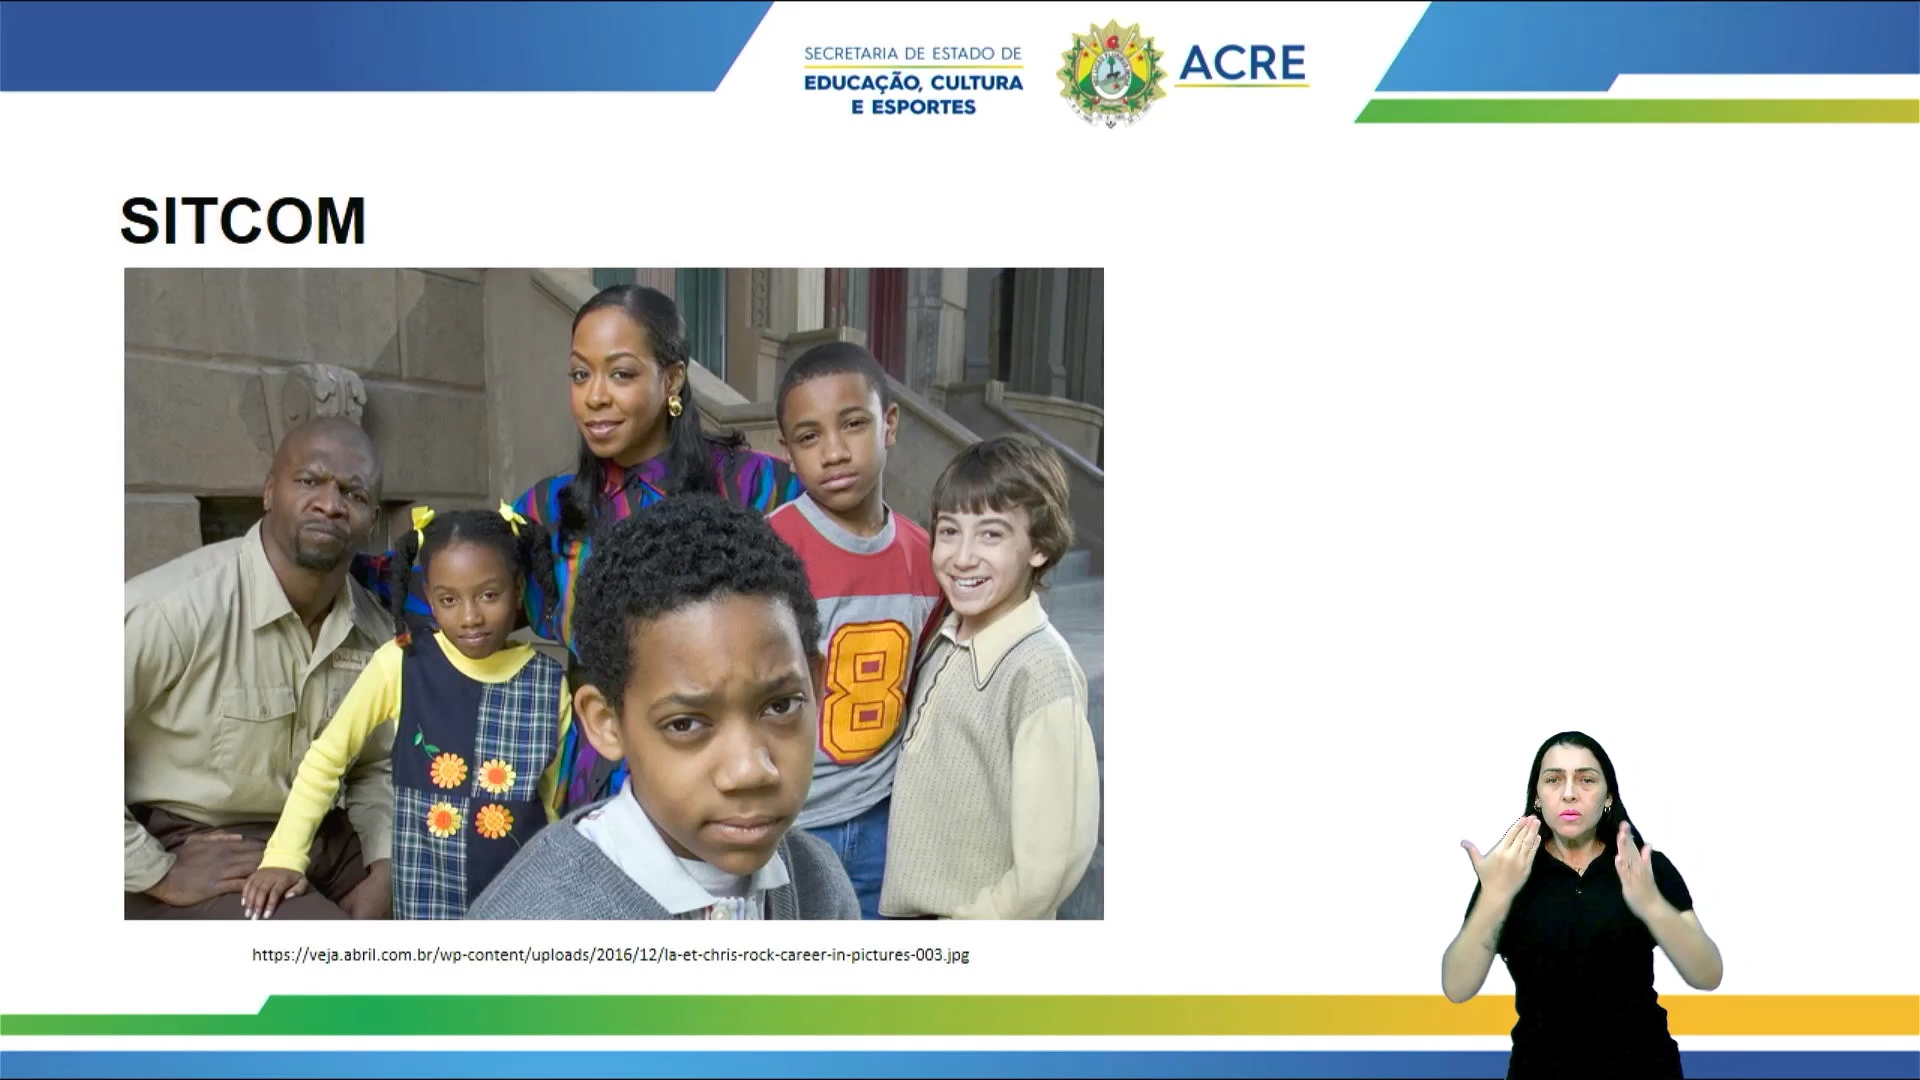 SECRETARIA DE ESTADO DE
EDUCAÇÃO, CULTURA
E ESPORTES
ACRE
SITCOM
8
https://veja.abril.com.br/wp-content/uploads/2016/12/la-et-chris-rock-career-in-pictures-003.jpg